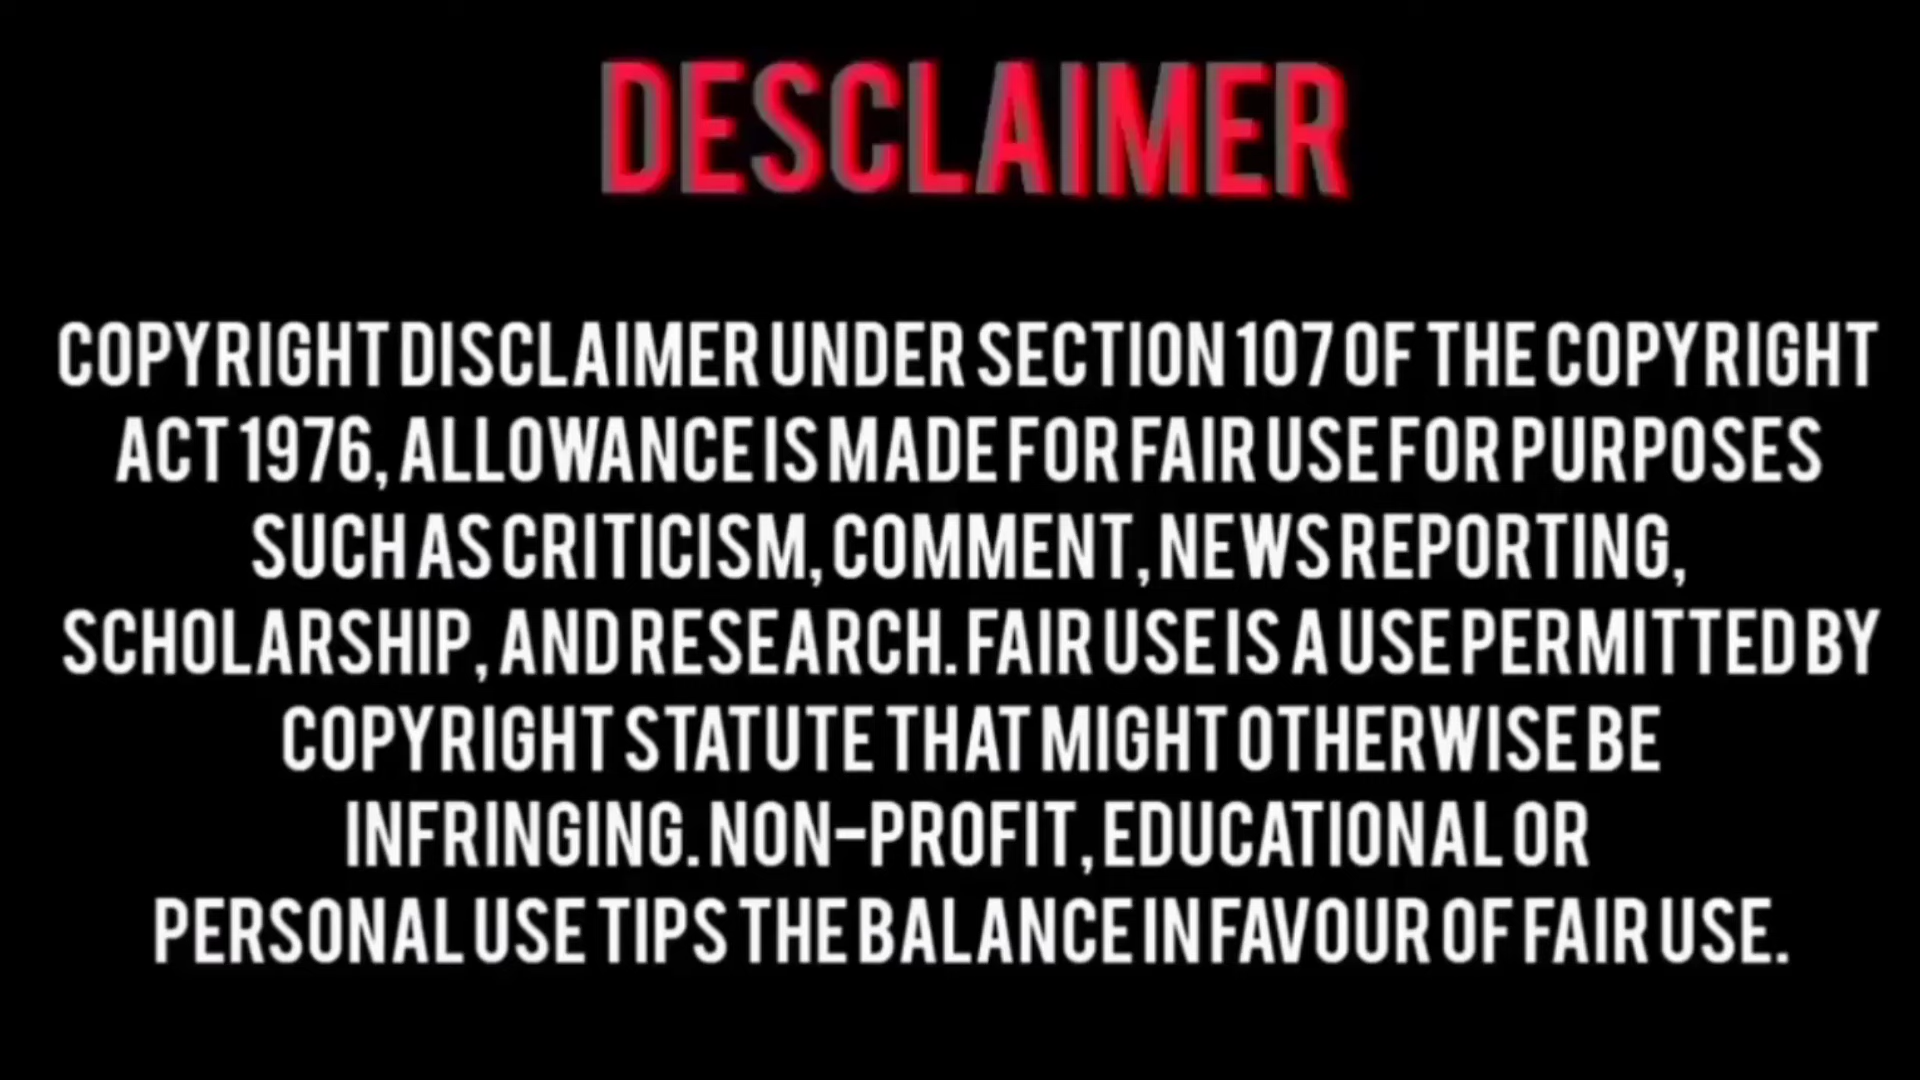 DESCLAIMER
COPYRIGHT DISCLAIMER UNDER SECTION 107 OF THE COPYRIGHT
ACT 1976, ALLOWANCE IS MADE FOR FAIR USE FOR PURPOSES
SUCH AS CRITICISM, COMMENT, NEWS REPORTING,
SCHOLARSHIP, AND RESEARCH. FAIR USE IS A USE PERMITTED BY
COPYRIGHT STATUTE THAT MIGHT OTHERWISE BE
INFRINGING. NON-PROFIT, EDUCATIONAL OR
PERSONAL USE TIPS THE BALANCE IN FAVOUR OF FAIR USE.